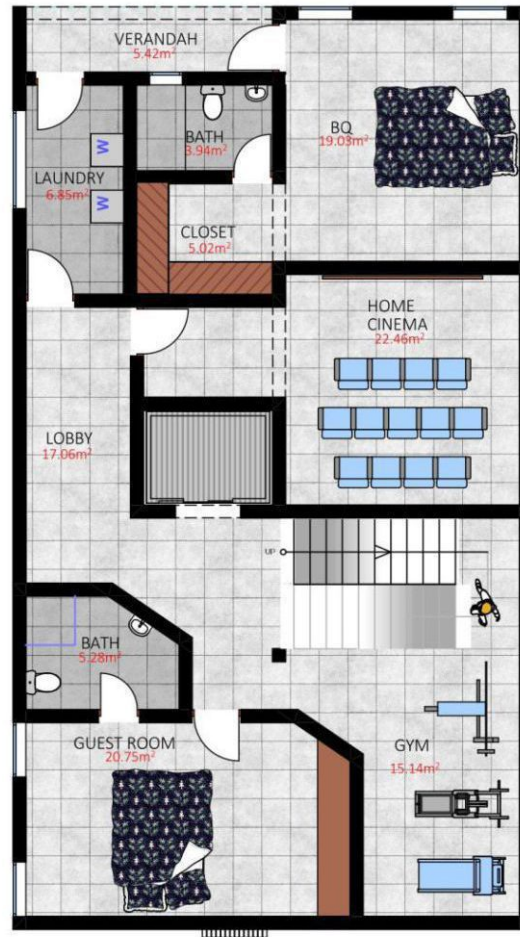 VERANDAH
5.42m²
BATH
3.94m²
BQ
19.03m²
W
LAUNDRY
6.85m²
W
CLOSET
5.02m²
HOME
CINEMA
22.46m²
LOBBY
17.06m²
UP
BATH
5.28m²
GUEST ROOM
20.75m²
GYM
15.14m²